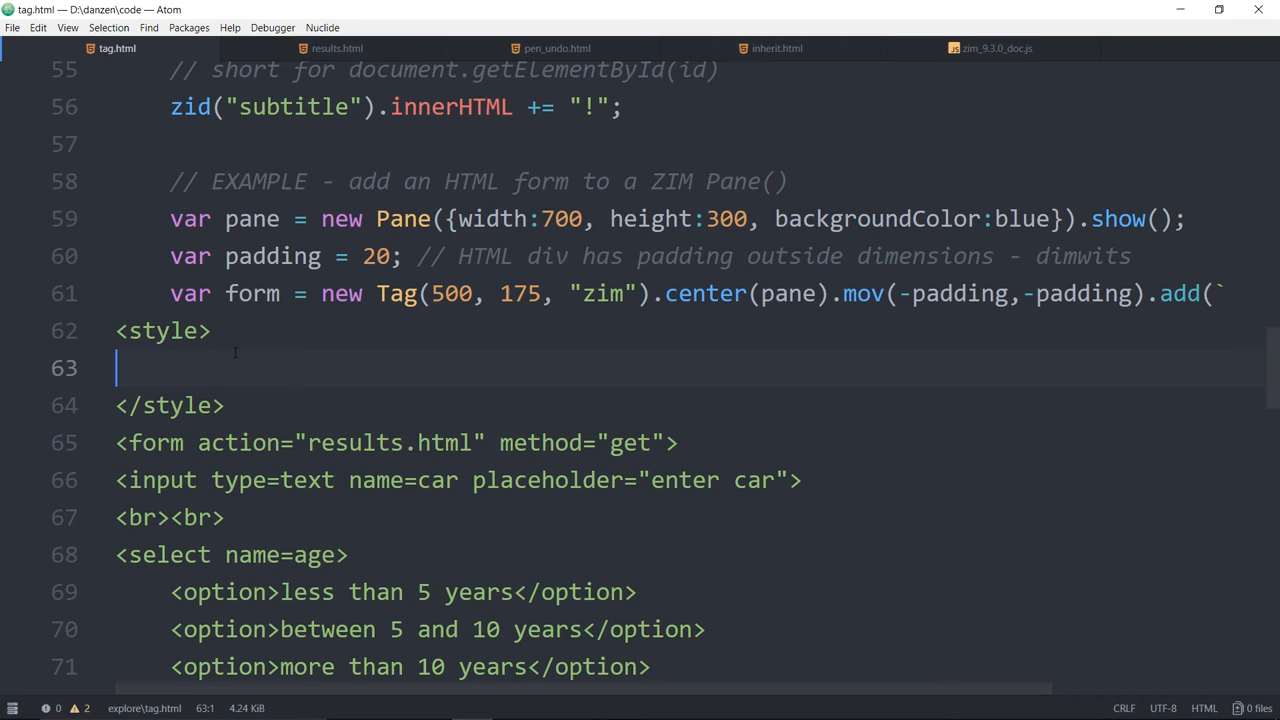 tag.html — D:\danzen\code — Atom
File Edit View Selection Find Packages Help Debugger Nuclide
tag.html results.html pen_undo.html inherit.html zim_9.3.0_doc.js
55 // short for document.getElementById(id)
56 zid("subtitle").innerHTML += "!";
57
58 // EXAMPLE - add an HTML form to a ZIM Pane()
59 var pane = new Pane({width:700, height:300, backgroundColor:blue}).show();
60 var padding = 20; // HTML div has padding outside dimensions - dimwits
61 var form = new Tag(500, 175, "zim").center(pane).mov(-padding,-padding).add(`
62 <style>
63
64 </style>
65 <form action="results.html" method="get">
66 <input type=text name=car placeholder="enter car">
67 <br><br>
68 <select name=age>
69 <option>less than 5 years</option>
70 <option>between 5 and 10 years</option>
71 <option>more than 10 years</option>
0 2 explore\tag.html 63:1 4.24 KiB CRLF UTF-8 HTML 0 files